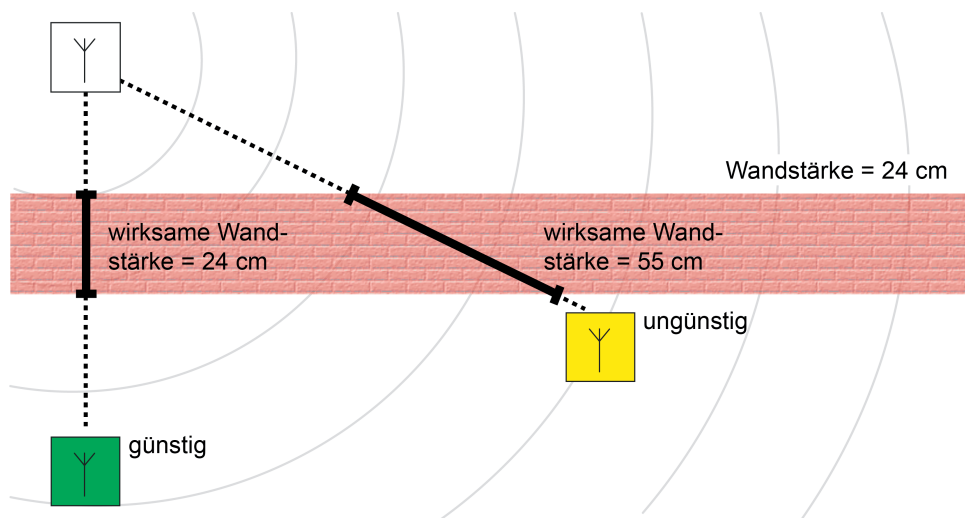 Wandstärke = 24 cm
wirksame Wand-
stärke = 24 cm
wirksame Wand-
stärke = 55 cm
ungünstig
günstig